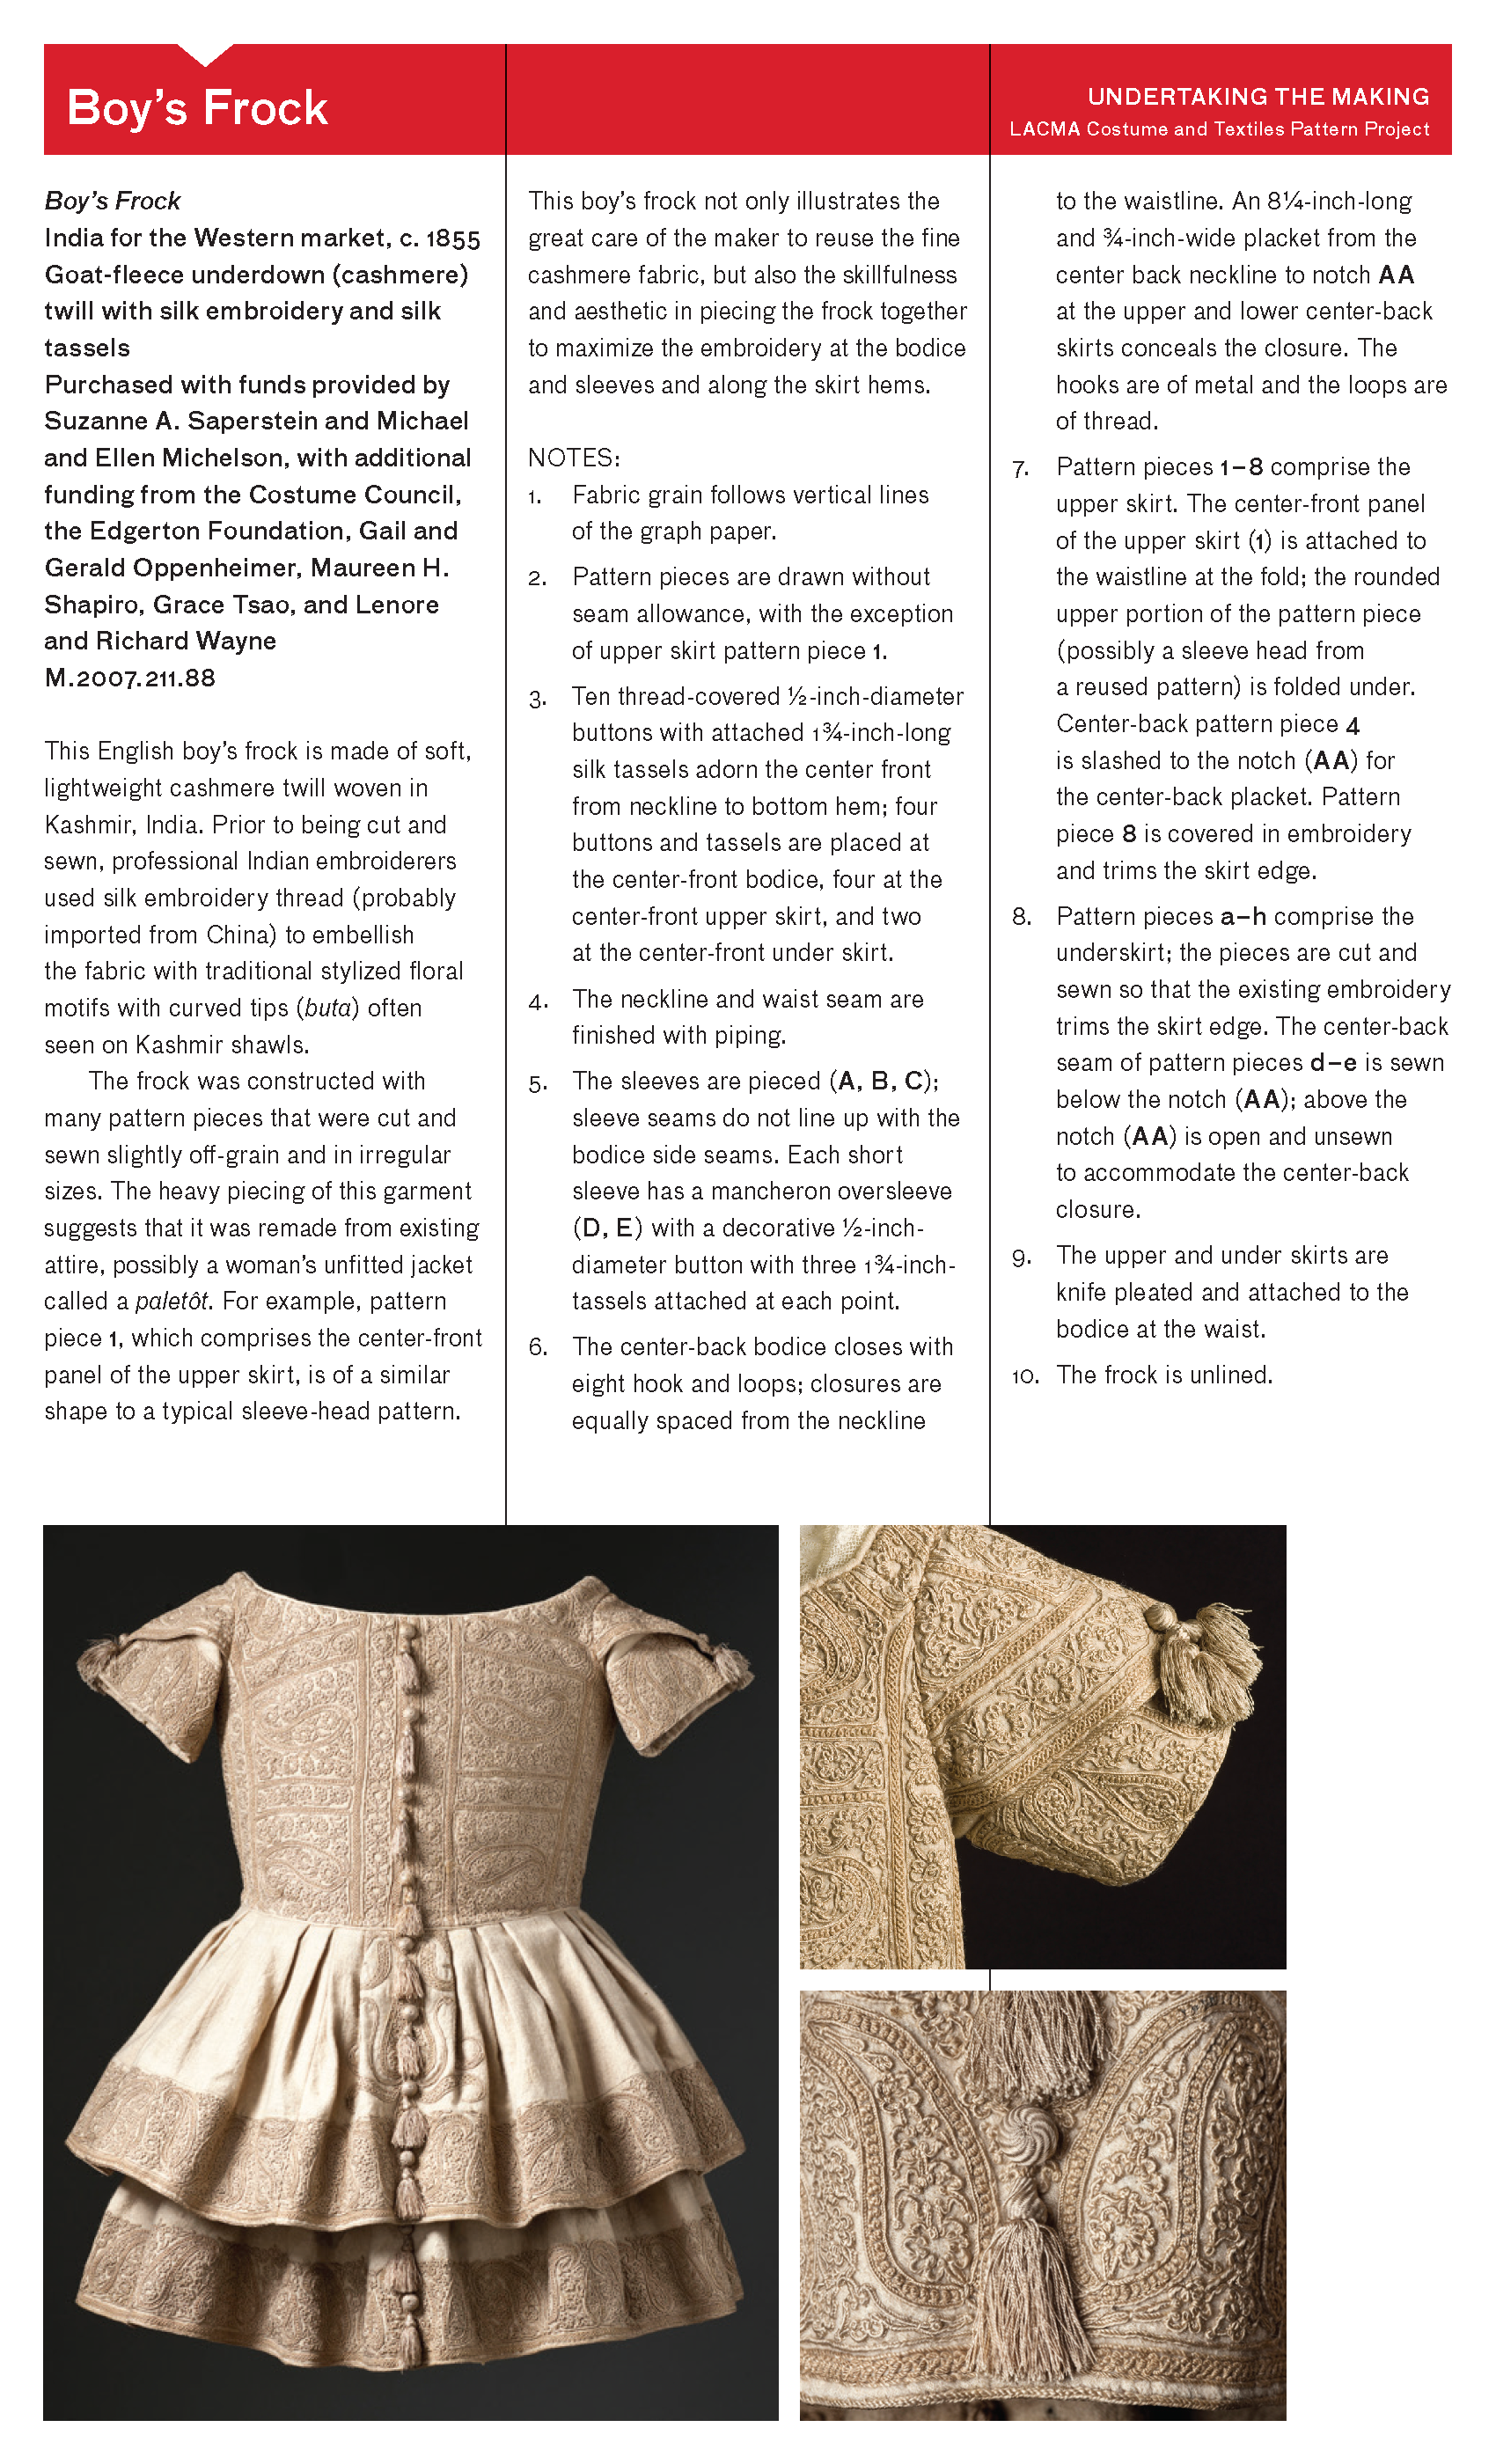 Boy’s Frock
UNDERTAKING THE MAKING
LACMA Costume and Textiles Pattern Project
Boy’s Frock
India for the Western market, c. 1855
Goat-fleece underdown (cashmere)
twill with silk embroidery and silk
tassels
Purchased with funds provided by
Suzanne A. Saperstein and Michael
and Ellen Michelson, with additional
funding from the Costume Council,
the Edgerton Foundation, Gail and
Gerald Oppenheimer, Maureen H.
Shapiro, Grace Tsao, and Lenore
and Richard Wayne
M.2007.211.88
This English boy’s frock is made of soft,
lightweight cashmere twill woven in
Kashmir, India. Prior to being cut and
sewn, professional Indian embroiderers
used silk embroidery thread (probably
imported from China) to embellish
the fabric with traditional stylized floral
motifs with curved tips (buta) often
seen on Kashmir shawls.
The frock was constructed with
many pattern pieces that were cut and
sewn slightly off-grain and in irregular
sizes. The heavy piecing of this garment
suggests that it was remade from existing
attire, possibly a woman’s unfitted jacket
called a paletôt. For example, pattern
piece 1, which comprises the center-front
panel of the upper skirt, is of a similar
shape to a typical sleeve-head pattern.
This boy’s frock not only illustrates the
great care of the maker to reuse the fine
cashmere fabric, but also the skillfulness
and aesthetic in piecing the frock together
to maximize the embroidery at the bodice
and sleeves and along the skirt hems.
NOTES:
1. Fabric grain follows vertical lines
of the graph paper.
2. Pattern pieces are drawn without
seam allowance, with the exception
of upper skirt pattern piece 1.
3. Ten thread-covered ½-inch-diameter
buttons with attached 1¾-inch-long
silk tassels adorn the center front
from neckline to bottom hem; four
buttons and tassels are placed at
the center-front bodice, four at the
center-front upper skirt, and two
at the center-front under skirt.
4. The neckline and waist seam are
finished with piping.
5. The sleeves are pieced (A, B, C);
sleeve seams do not line up with the
bodice side seams. Each short
sleeve has a mancheron oversleeve
(D, E) with a decorative ½-inch-
diameter button with three 1¾-inch-
tassels attached at each point.
6. The center-back bodice closes with
eight hook and loops; closures are
equally spaced from the neckline
to the waistline. An 8¼-inch-long
and ¾-inch-wide placket from the
center back neckline to notch AA
at the upper and lower center-back
skirts conceals the closure. The
hooks are of metal and the loops are
of thread.
7. Pattern pieces 1–8 comprise the
upper skirt. The center-front panel
of the upper skirt (1) is attached to
the waistline at the fold; the rounded
upper portion of the pattern piece
(possibly a sleeve head from
a reused pattern) is folded under.
Center-back pattern piece 4
is slashed to the notch (AA) for
the center-back placket. Pattern
piece 8 is covered in embroidery
and trims the skirt edge.
8. Pattern pieces a–h comprise the
underskirt; the pieces are cut and
sewn so that the existing embroidery
trims the skirt edge. The center-back
seam of pattern pieces d–e is sewn
below the notch (AA); above the
notch (AA) is open and unsewn
to accommodate the center-back
closure.
9. The upper and under skirts are
knife pleated and attached to the
bodice at the waist.
10. The frock is unlined.